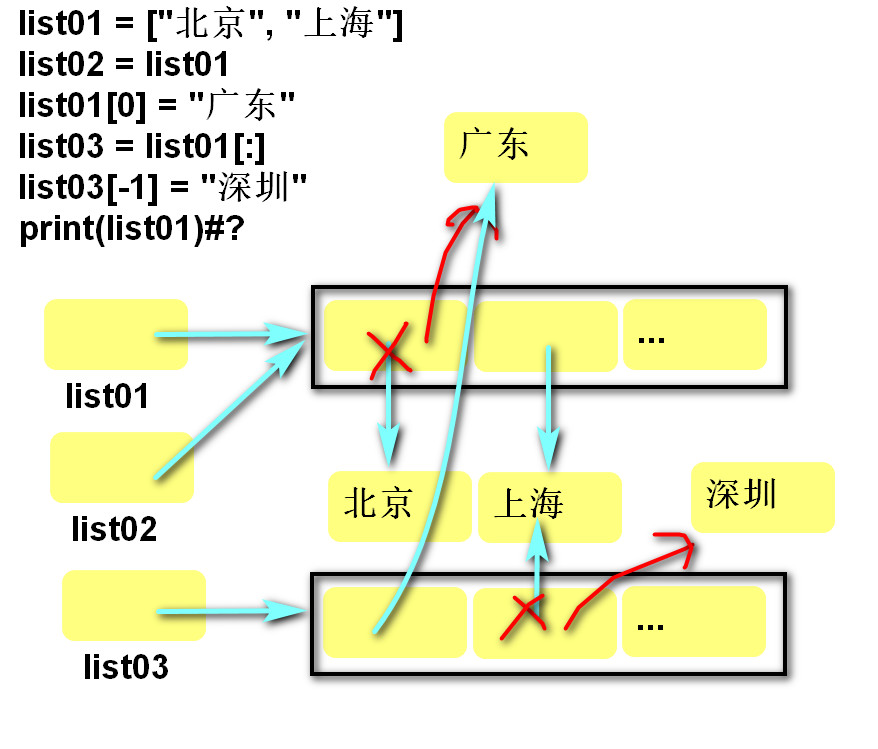 list01 = ["北京", "上海"]
list02 = list01
list01[0] = "广东"
list03 = list01[:]
list03[-1] = "深圳"
print(list01)#?
广东
...
list01
list02
北京
上海
深圳
...
list03